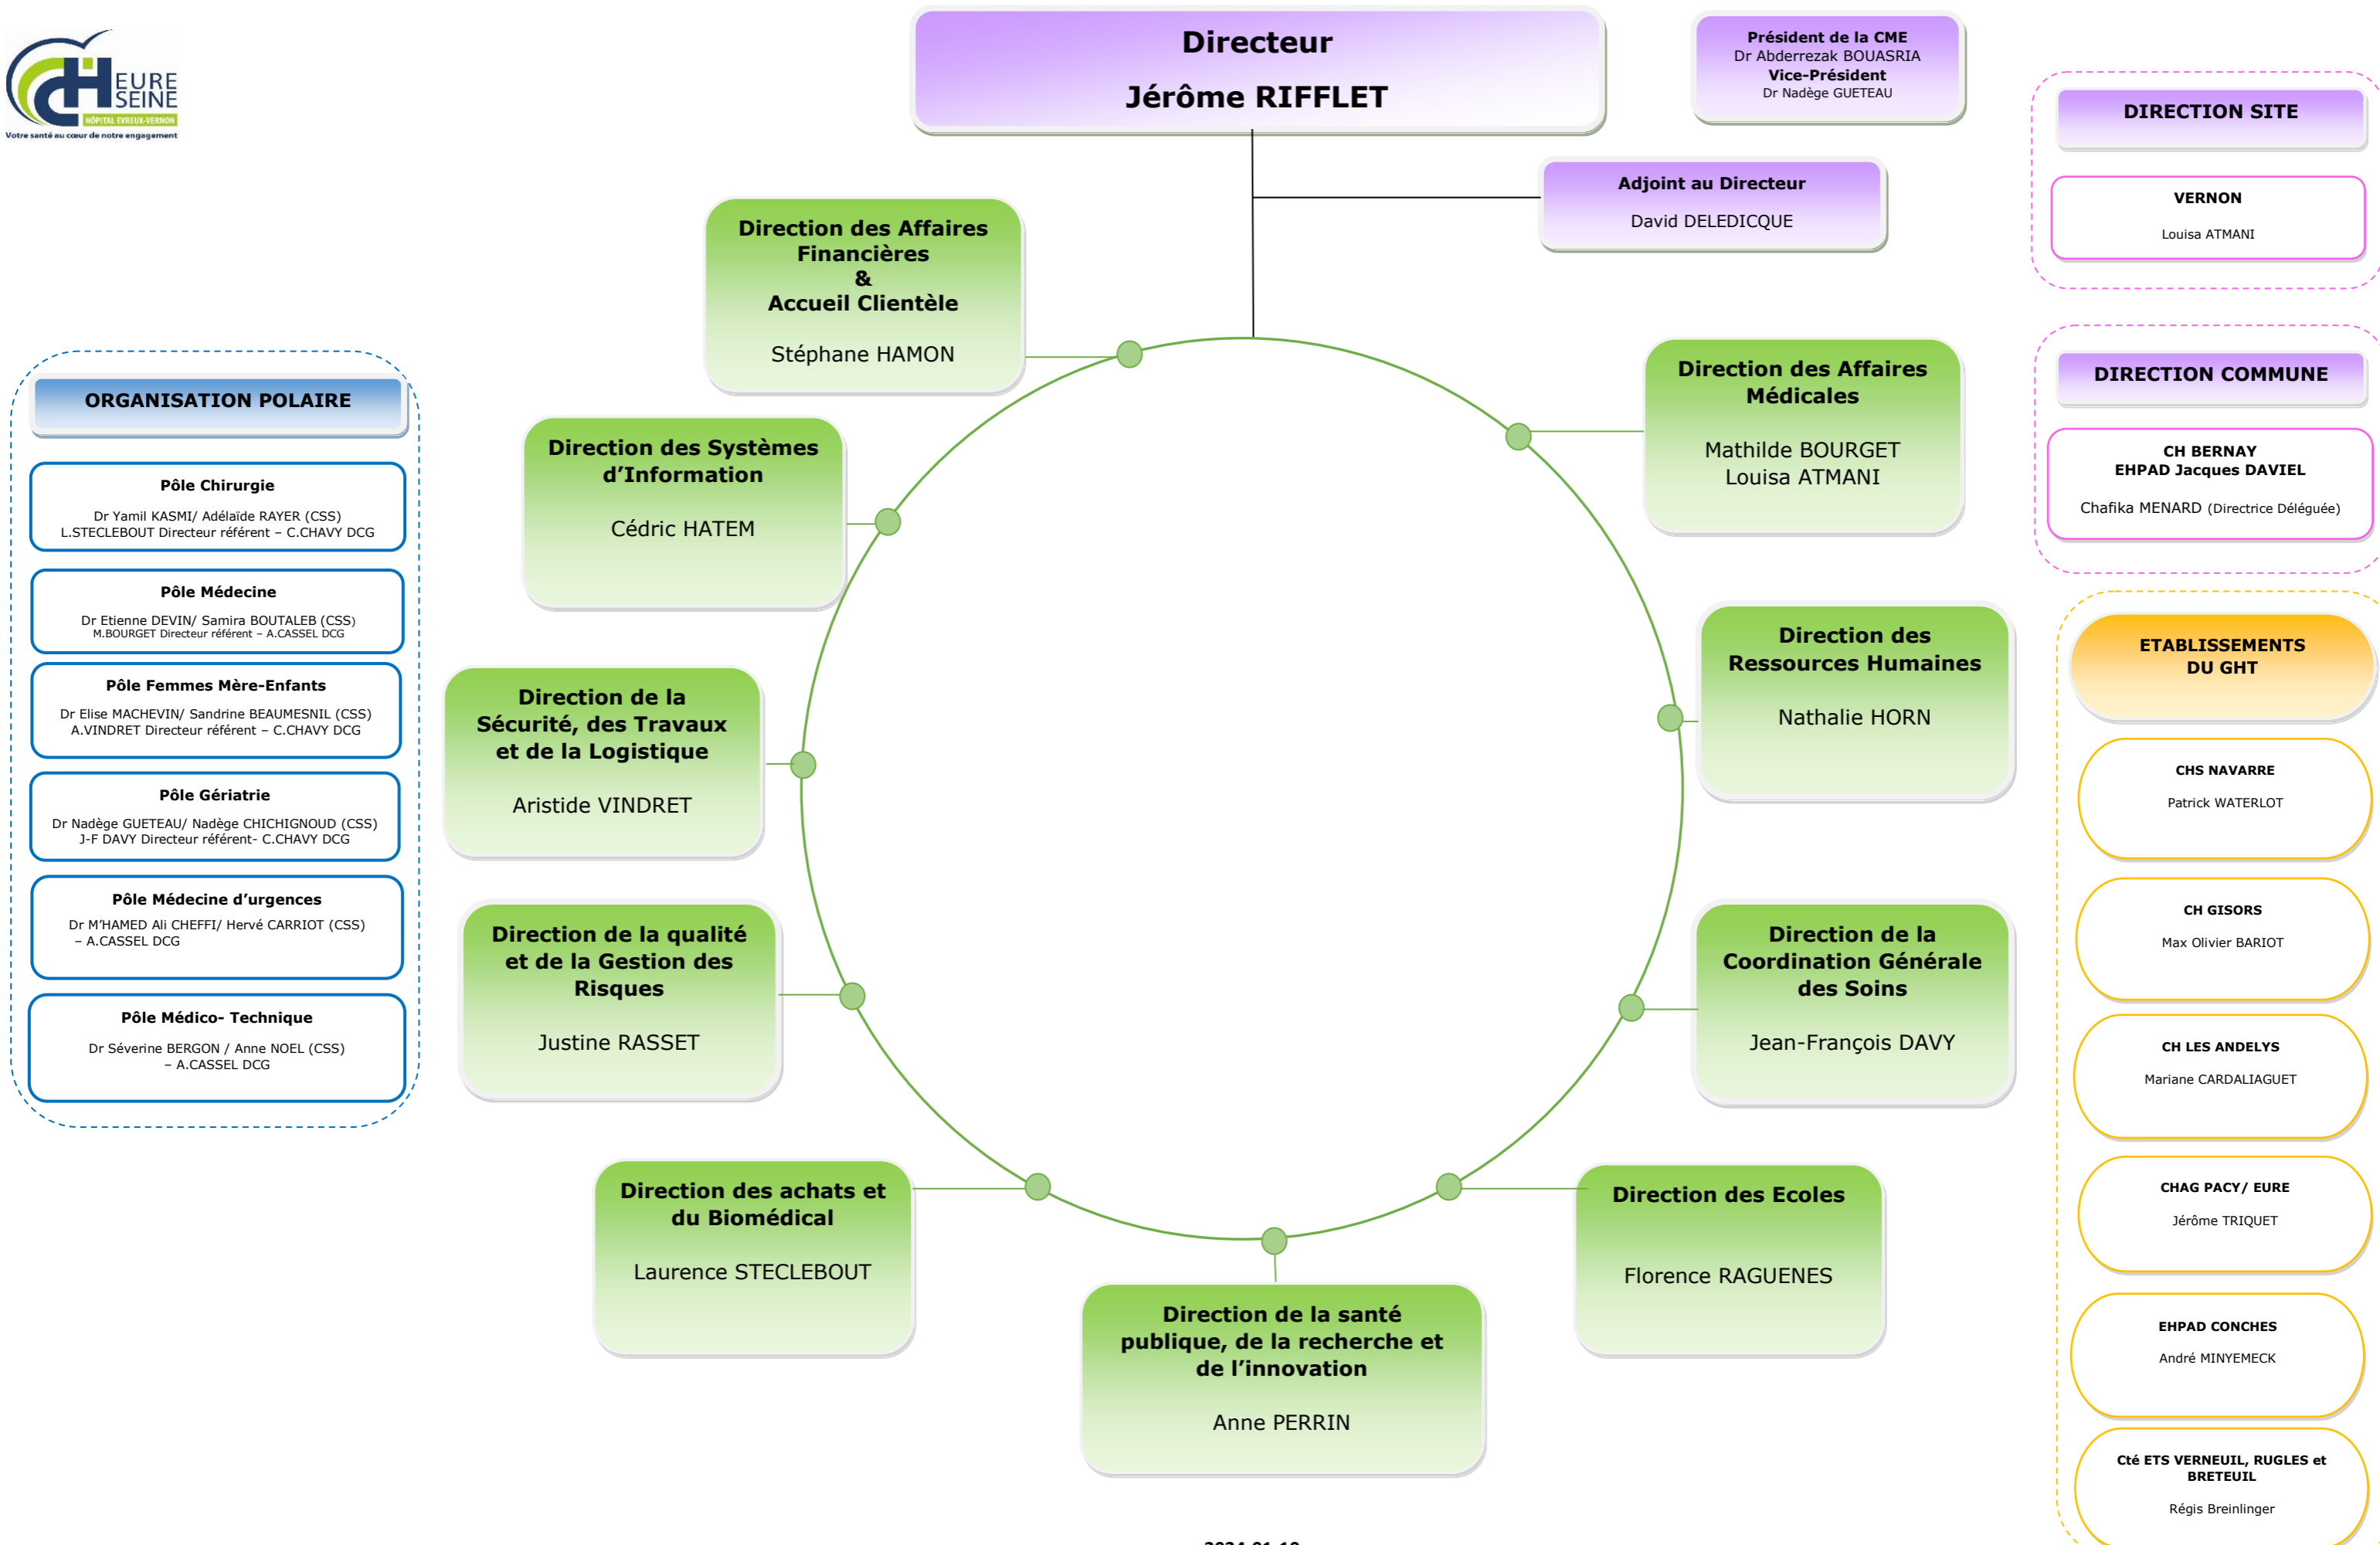 CH EURE
SEINE
HÔPITAL EVREUX-VERNON
Votre santé au cœur de notre engagement
Directeur
Jérôme RIFFLET
Président de la CME
Dr Abderrezak BOUASRIA
Vice-Président
Dr Nadège GUETEAU
Adjoint au Directeur
David DELEDICQUE
DIRECTION SITE
VERNON
Louisa ATMANI
DIRECTION COMMUNE
CH BERNAY
EHPAD Jacques DAVIEL
Chafika MENARD (Directrice Déléguée)
ETABLISSEMENTS
DU GHT
CHS NAVARRE
Patrick WATERLOT
CH GISORS
Max Olivier BARIOT
CH LES ANDELYS
Mariane CARDALIAGUET
CHAG PACY/ EURE
Jérôme TRIQUET
EHPAD CONCHES
André MINYEMECK
Cté ETS VERNEUIL, RUGLES et
BRETEUIL
Régis Breinlinger
Direction des Affaires
Financières
&
Accueil Clientèle
Stéphane HAMON
Direction des Systèmes
d’Information
Cédric HATEM
Direction de la
Sécurité, des Travaux
et de la Logistique
Aristide VINDRET
Direction de la qualité
et de la Gestion des
Risques
Justine RASSET
Direction des achats et
du Biomédical
Laurence STECLEBOUT
Direction de la santé
publique, de la recherche et
de l’innovation
Anne PERRIN
Direction des Ecoles
Florence RAGUENES
Direction de la
Coordination Générale
des Soins
Jean-François DAVY
Direction des
Ressources Humaines
Nathalie HORN
Direction des Affaires
Médicales
Mathilde BOURGET
Louisa ATMANI
ORGANISATION POLAIRE
Pôle Chirurgie
Dr Yamil KASMI/ Adélaïde RAYER (CSS)
L.STECLEBOUT Directeur référent – C.CHAVY DCG
Pôle Médecine
Dr Etienne DEVIN/ Samira BOUTALEB (CSS)
M.BOURGET Directeur référent – A.CASSEL DCG
Pôle Femmes Mère-Enfants
Dr Elise MACHEVIN/ Sandrine BEAUMESNIL (CSS)
A.VINDRET Directeur référent – C.CHAVY DCG
Pôle Gériatrie
Dr Nadège GUETEAU/ Nadège CHICHIGNOUD (CSS)
J-F DAVY Directeur référent- C.CHAVY DCG
Pôle Médecine d’urgences
Dr M’HAMED Ali CHEFFI/ Hervé CARRIOT (CSS)
– A.CASSEL DCG
Pôle Médico- Technique
Dr Séverine BERGON / Anne NOEL (CSS)
– A.CASSEL DCG